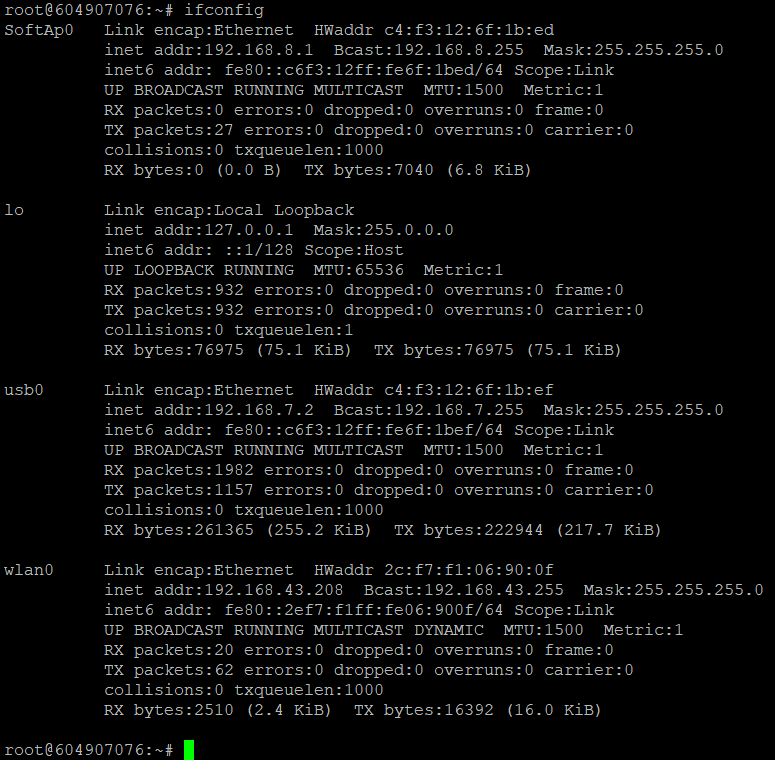 root@604907076:~# ifconfig
SoftAp0   Link encap:Ethernet  HWaddr c4:f3:12:6f:1b:ed
          inet addr:192.168.8.1  Bcast:192.168.8.255  Mask:255.255.255.0
          inet6 addr: fe80::c6f3:12ff:fe6f:1bed/64 Scope:Link
          UP BROADCAST RUNNING MULTICAST  MTU:1500  Metric:1
          RX packets:0 errors:0 dropped:0 overruns:0 frame:0
          TX packets:27 errors:0 dropped:0 overruns:0 carrier:0
          collisions:0 txqueuelen:1000
          RX bytes:0 (0.0 B)  TX bytes:7040 (6.8 KiB)

lo        Link encap:Local Loopback
          inet addr:127.0.0.1  Mask:255.0.0.0
          inet6 addr: ::1/128 Scope:Host
          UP LOOPBACK RUNNING  MTU:65536  Metric:1
          RX packets:932 errors:0 dropped:0 overruns:0 frame:0
          TX packets:932 errors:0 dropped:0 overruns:0 carrier:0
          collisions:0 txqueuelen:1
          RX bytes:76975 (75.1 KiB)  TX bytes:76975 (75.1 KiB)

usb0      Link encap:Ethernet  HWaddr c4:f3:12:6f:1b:ef
          inet addr:192.168.7.2  Bcast:192.168.7.255  Mask:255.255.255.0
          inet6 addr: fe80::c6f3:12ff:fe6f:1bef/64 Scope:Link
          UP BROADCAST RUNNING MULTICAST  MTU:1500  Metric:1
          RX packets:1982 errors:0 dropped:0 overruns:0 frame:0
          TX packets:1157 errors:0 dropped:0 overruns:0 carrier:0
          collisions:0 txqueuelen:1000
          RX bytes:261365 (255.2 KiB)  TX bytes:222944 (217.7 KiB)

wlan0     Link encap:Ethernet  HWaddr 2c:f7:f1:06:90:0f
          inet addr:192.168.43.208  Bcast:192.168.43.255  Mask:255.255.255.0
          inet6 addr: fe80::2ef7:f1ff:fe06:900f/64 Scope:Link
          UP BROADCAST RUNNING MULTICAST DYNAMIC  MTU:1500  Metric:1
          RX packets:20 errors:0 dropped:0 overruns:0 frame:0
          TX packets:62 errors:0 dropped:0 overruns:0 carrier:0
          collisions:0 txqueuelen:1000
          RX bytes:2510 (2.4 KiB)  TX bytes:16392 (16.0 KiB)

root@604907076:~#